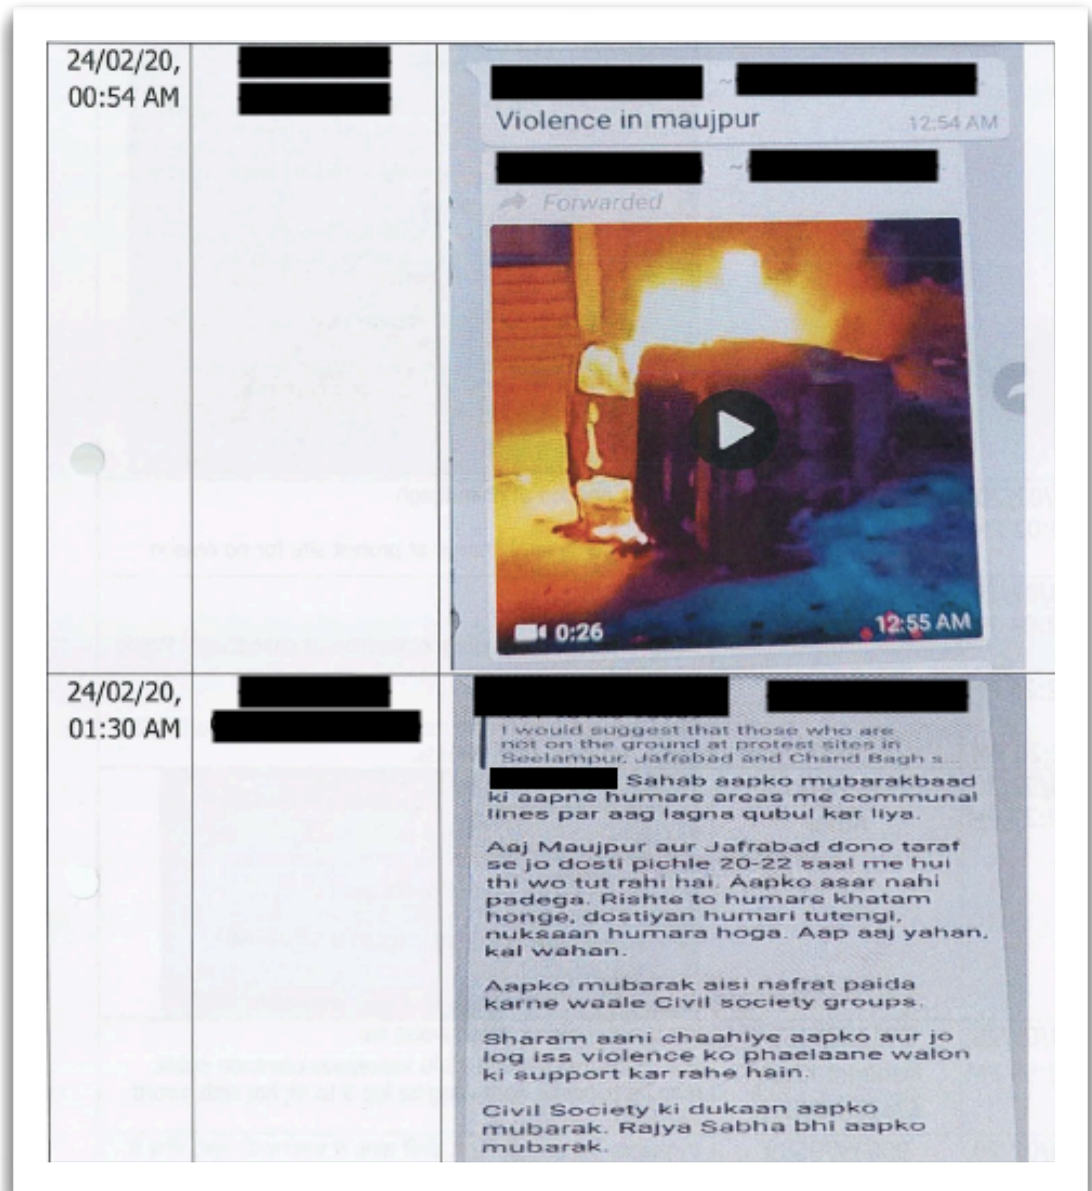 24/02/20,
00:54 AM
~
Violence in maujpur
12:54 AM
~
Forwarded
0:26
12:55 AM
24/02/20,
01:30 AM
I would suggest that those who are
not on the ground at protest sites in
Seelampur, Jafrabad and Chand Bagh s...
Sahab aapko mubarakbaad
ki aapne humare areas me communal
lines par aag lagna qubul kar liya.
Aaj Maujpur aur Jafrabad dono taraf
se jo dosti pichle 20-22 saal me hui
thi wo tut rahi hai. Aapko asar nahi
padega. Rishte to humare khatam
honge, dostiyan humari tutengi,
nuksaan humara hoga. Aap aaj yahan,
kal wahan.
Aapko mubarak aisi nafrat paida
karne waale Civil society groups.
Sharam aani chaahiye aapko aur jo
log iss violence ko phaelaane walon
ki support kar rahe hain.
Civil Society ki dukaan aapko
mubarak. Rajya Sabha bhi aapko
mubarak.